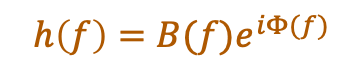 h(f) = B(f)e^{iΦ(f)}